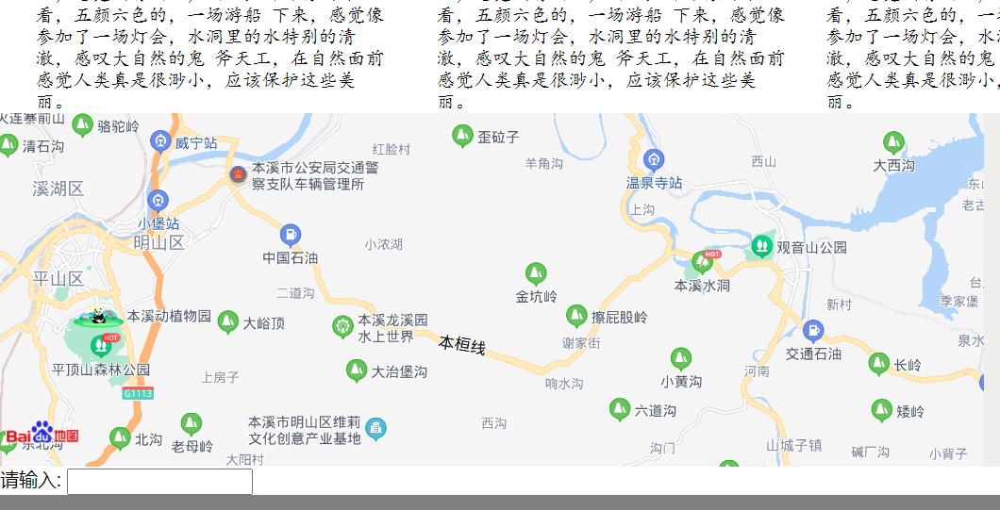 看，五颜六色的，一场游船 下来，感觉像
参加了一场灯会，水洞里的水特别的清
澈，感叹大自然的鬼 斧天工，在自然面前
感觉人类真是很渺小，应该保护这些美
丽。
看，五颜六色的，一场游船 下来，感觉像
参加了一场灯会，水洞里的水特别的清
澈，感叹大自然的鬼 斧天工，在自然面前
感觉人类真是很渺小，应该保护这些美
丽。
看，五颜六色的，一场
参加了一场灯会，水
澈，感叹大自然的鬼
感觉人类真是很渺小
丽。
火连寨前山
骆驼岭
清石沟
威宁站
红脸村
歪砬子
羊角沟
西山
大西沟
本溪市公安局交通警
察支队车辆管理所
溪湖区
温泉寺站
东山
老古
上沟
小堡站
明山区
中国石油
小浓湖
观音山公园
HOT
本溪水洞
平山区
二道沟
金坑岭
新村
台
李家堡
本溪动植物园
大峪顶
本溪龙溪园
水上世界
擦屁股岭
谢家街
本桓线
交通石油
泉水
HOT
平顶山森林公园
上房子
大冶堡沟
响水沟
小黄沟
河南
长岭
G1113
六道沟
矮岭
西沟
本溪市明山区维莉
文化创意产业基地
Bai du 地图
东北沟
北沟
老母岭
大阳村
沟门
山城子镇
碱厂沟
小背子
请输入: